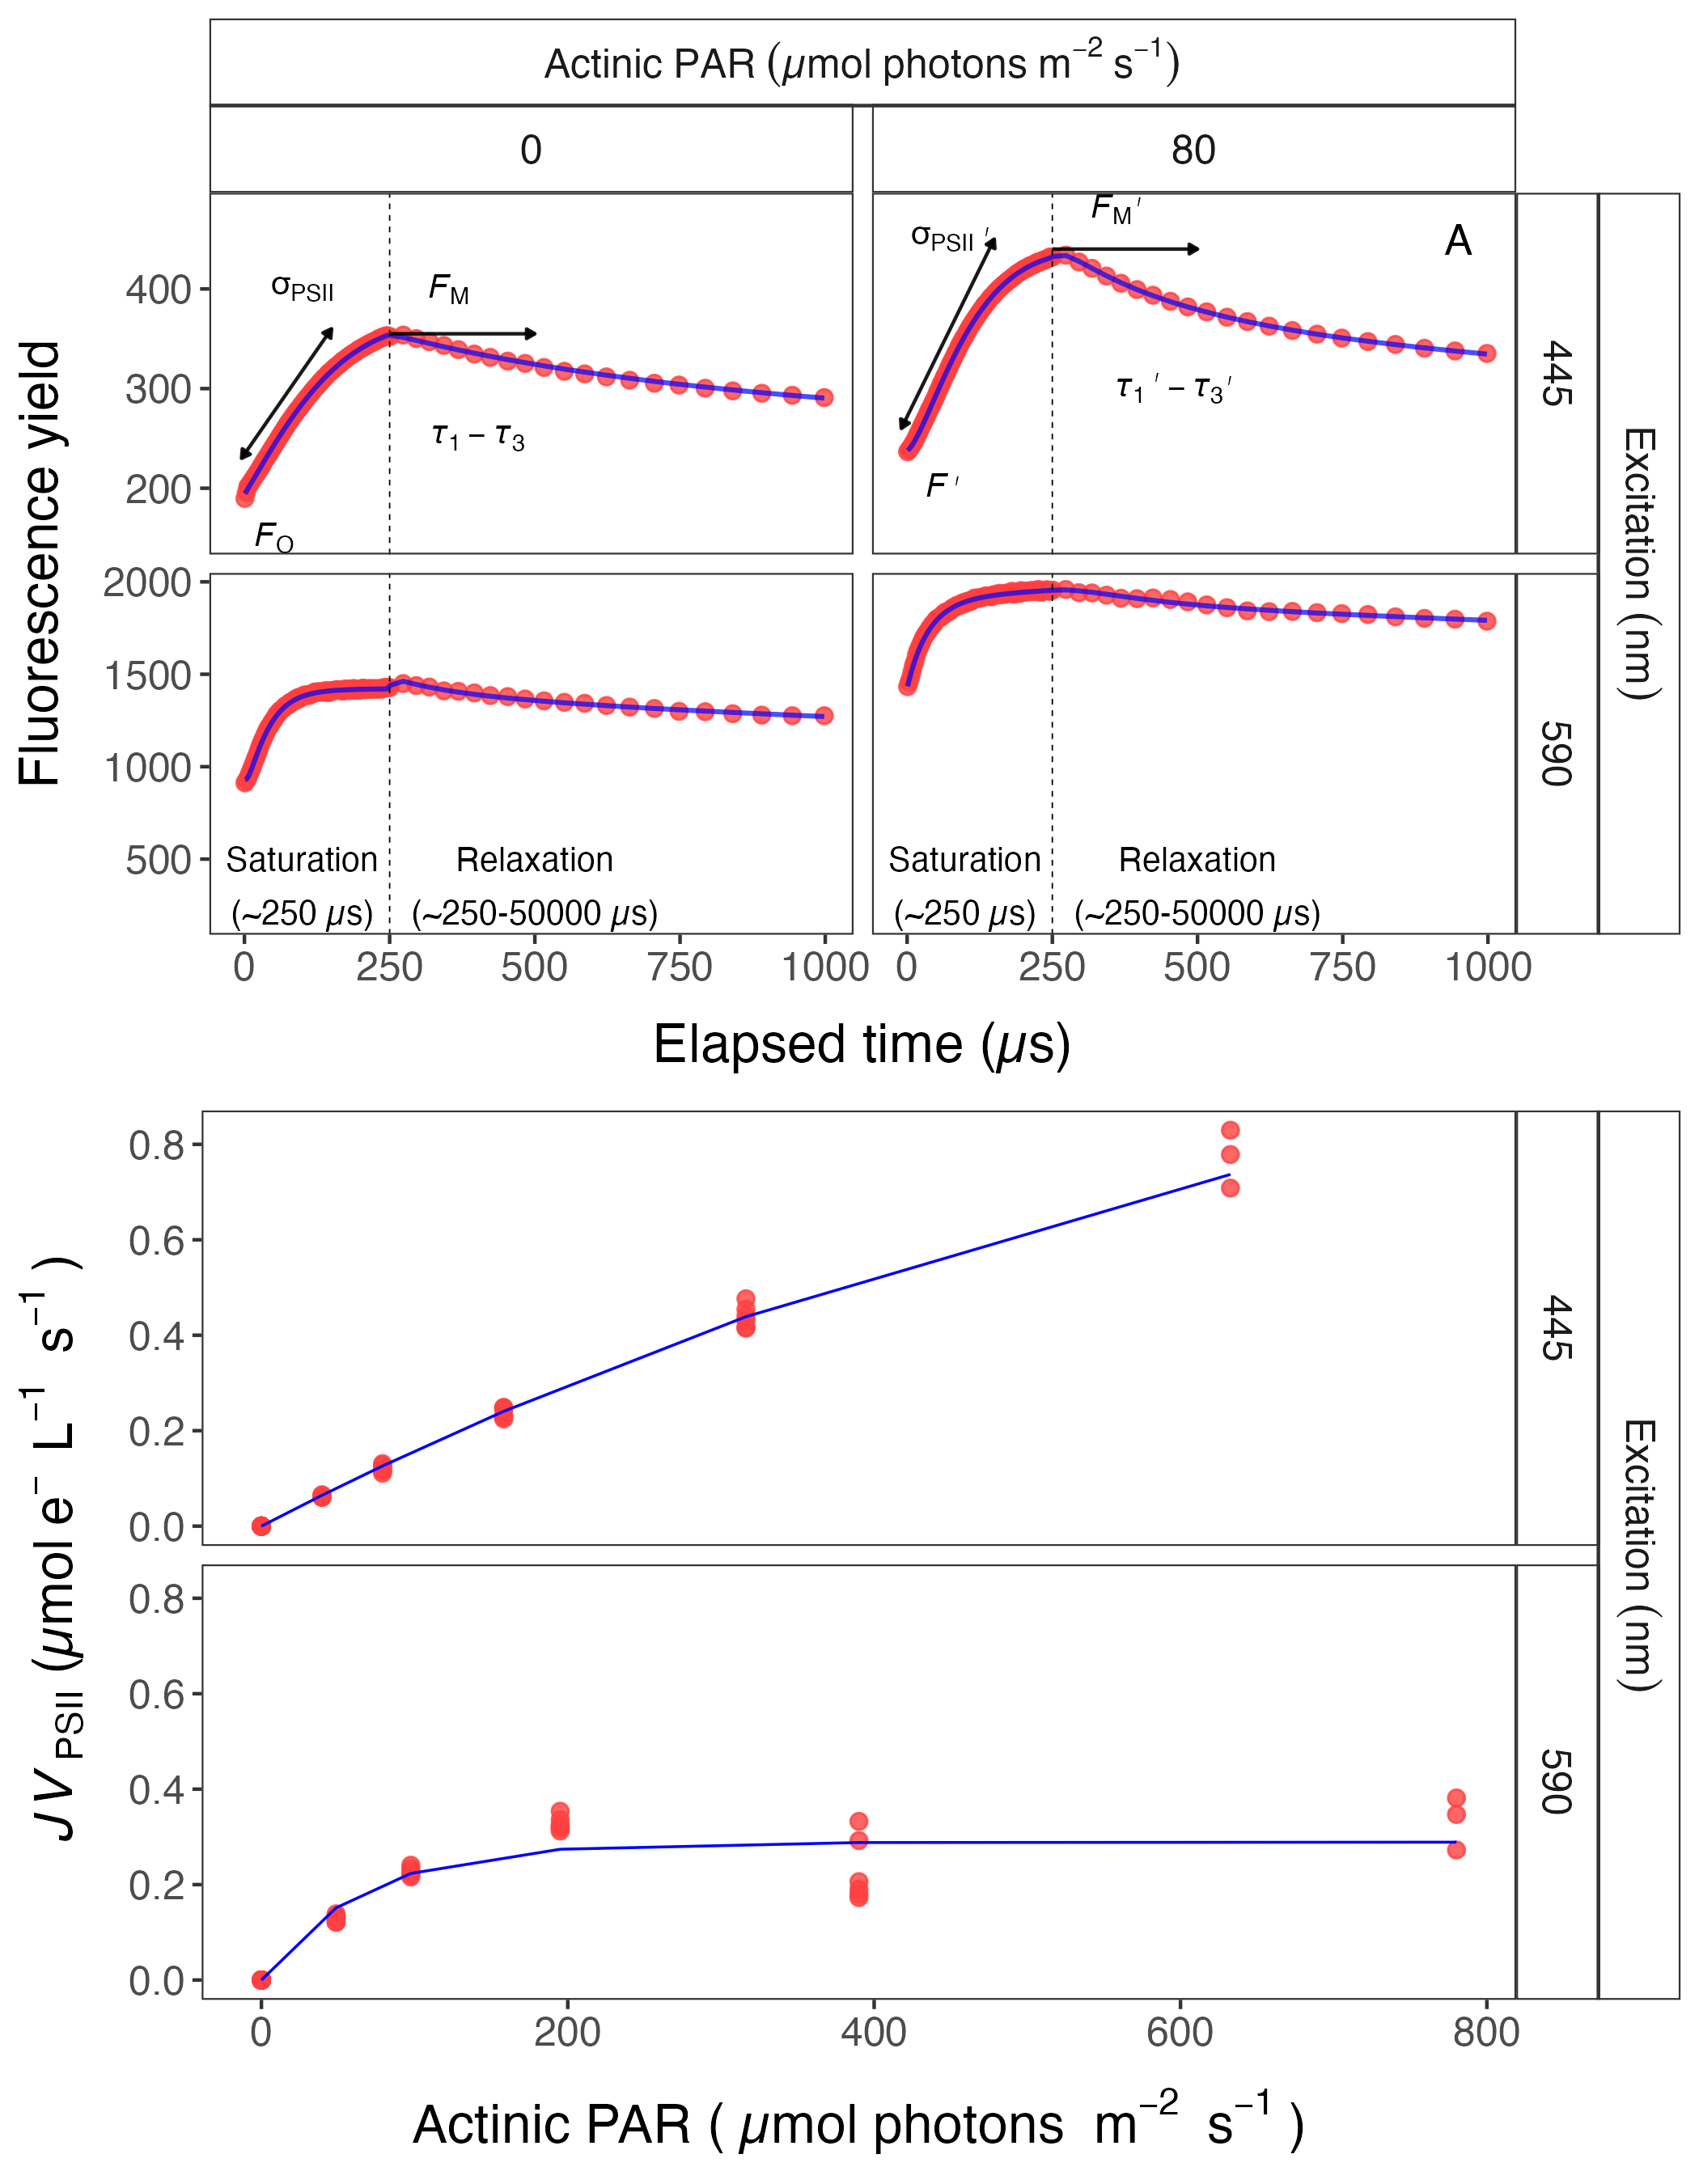 Actinic PAR (µmol photons m⁻² s⁻¹)
0
80
A
σPSII
FM
τ1 − τ3
FO
σPSII ′
FM ′
τ1 ′ − τ3 ′
F ′
400
300
200
445
2000
1500
1000
500
590
Saturation
(~250 µs)
Relaxation
(~250-50000 µs)
Saturation
(~250 µs)
Relaxation
(~250-50000 µs)
Fluorescence yield
Excitation (nm)
0 250 500 750 1000
0 250 500 750 1000
Elapsed time (µs)
0.8
0.6
0.4
0.2
0.0
445
0.8
0.6
0.4
0.2
0.0
590
JVPSII (µmol e⁻ L⁻¹ s⁻¹)
Excitation (nm)
0 200 400 600 800
Actinic PAR ( µmol photons m⁻² s⁻¹ )